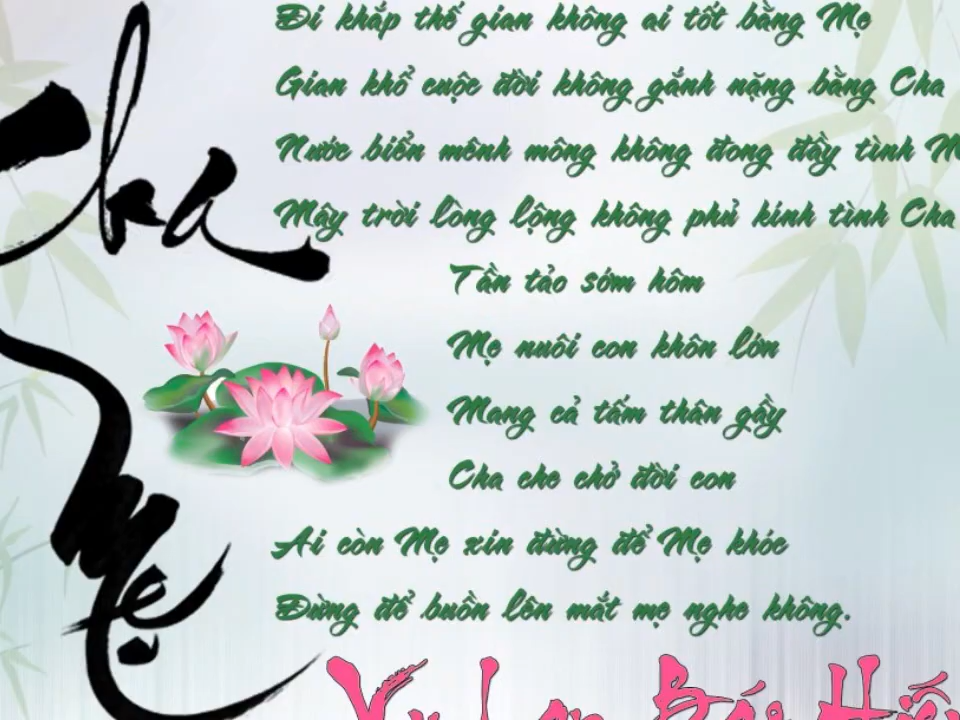 Cha
Mẹ
Đi khắp thế gian không ai tốt bằng Mẹ
Gian khổ cuộc đời không gánh nặng bằng Cha
Nước biển mênh mông không đong đầy tình M
Mây trời lồng lộng không phủ kính tình Cha
Tần tảo sớm hôm
Mẹ nuôi con khôn lớn
Mang cả tấm thân gầy
Cha che chở đời con
Ai còn Mẹ xin đừng để Mẹ khóc
Đừng để buồn lên mắt mẹ nghe không.
Vu Lan Báo Hiếu